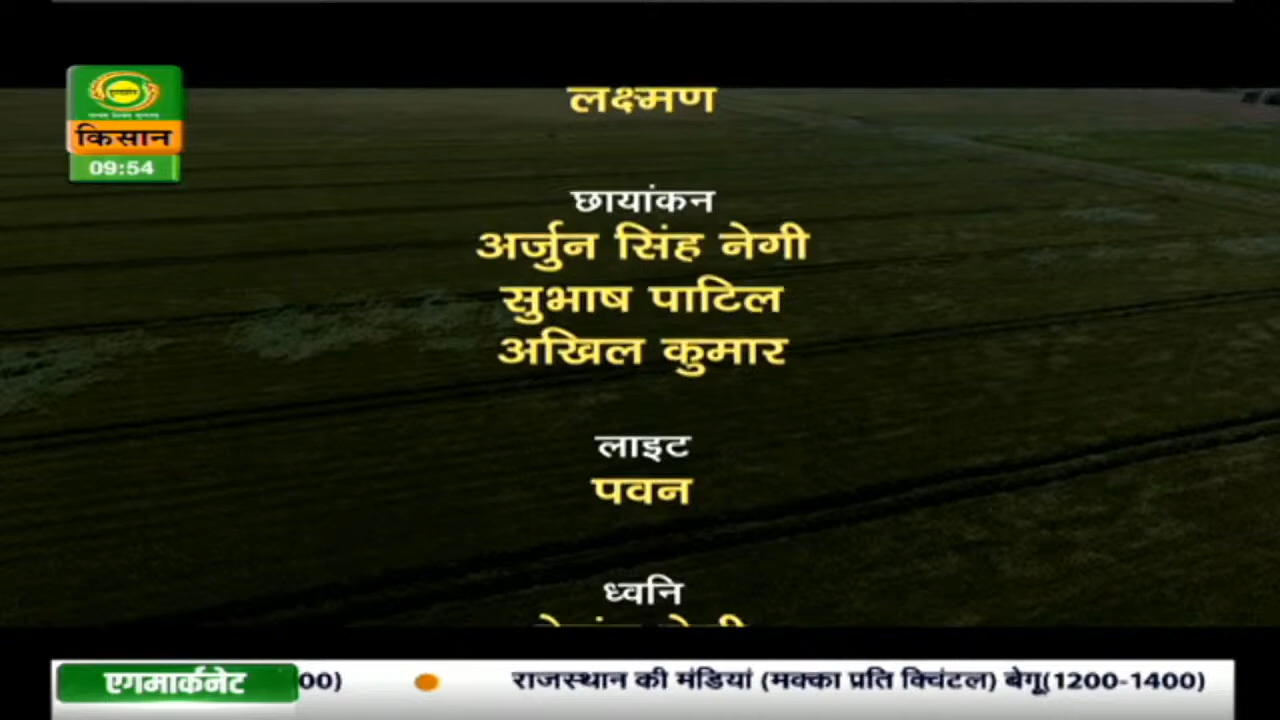 किसान
09:54
लक्ष्मण
छायांकन
अर्जुन सिंह नेगी
सुभाष पाटिल
अखिल कुमार
लाइट
पवन
ध्वनि
एगमार्कनेट 00) राजस्थान की मंडियां (मक्का प्रति क्विंटल) बेगू(1200-1400)